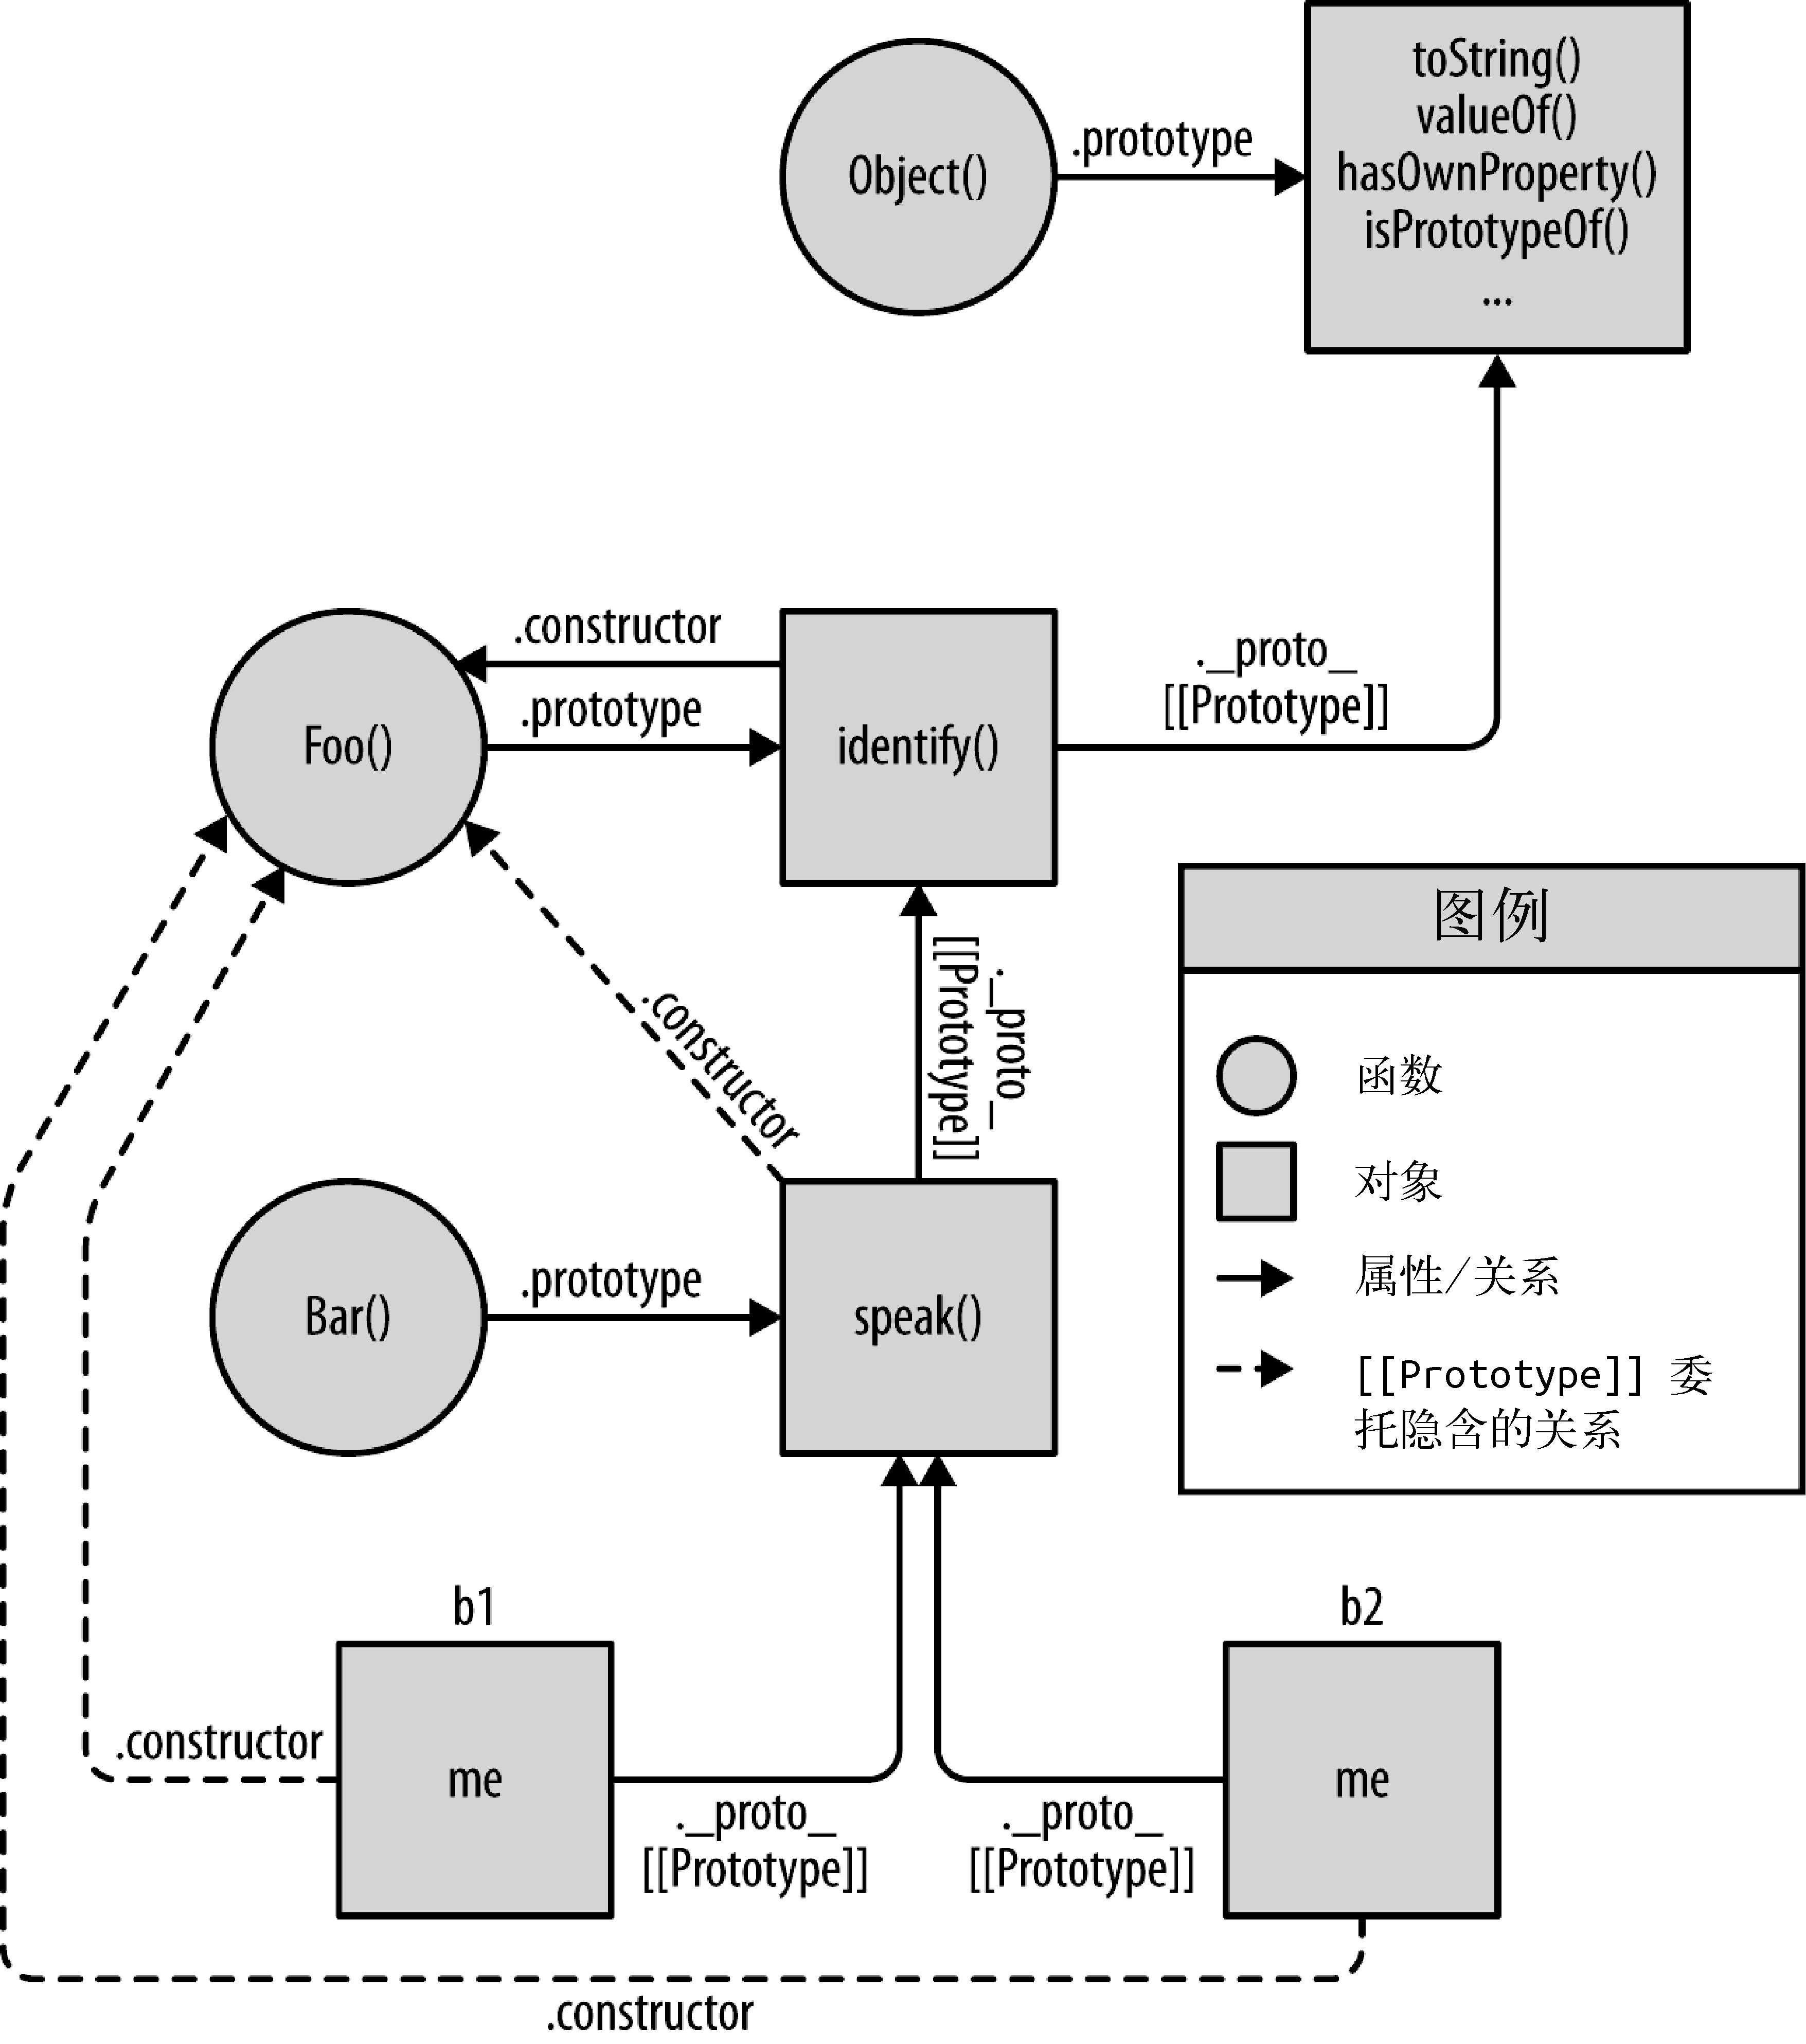 toString()
valueOf()
hasOwnProperty()
isPrototypeOf()
...
Object()
.prototype
.constructor
.prototype
Foo()
identify()
._proto_
[[Prototype]]
图例
函数
对象
属性/关系
[[Prototype]] 委
托隐含的关系
._proto_
[[Prototype]]
.constructor
Bar()
.prototype
speak()
b1
b2
.constructor
me
me
._proto_
[[Prototype]]
._proto_
[[Prototype]]
.constructor